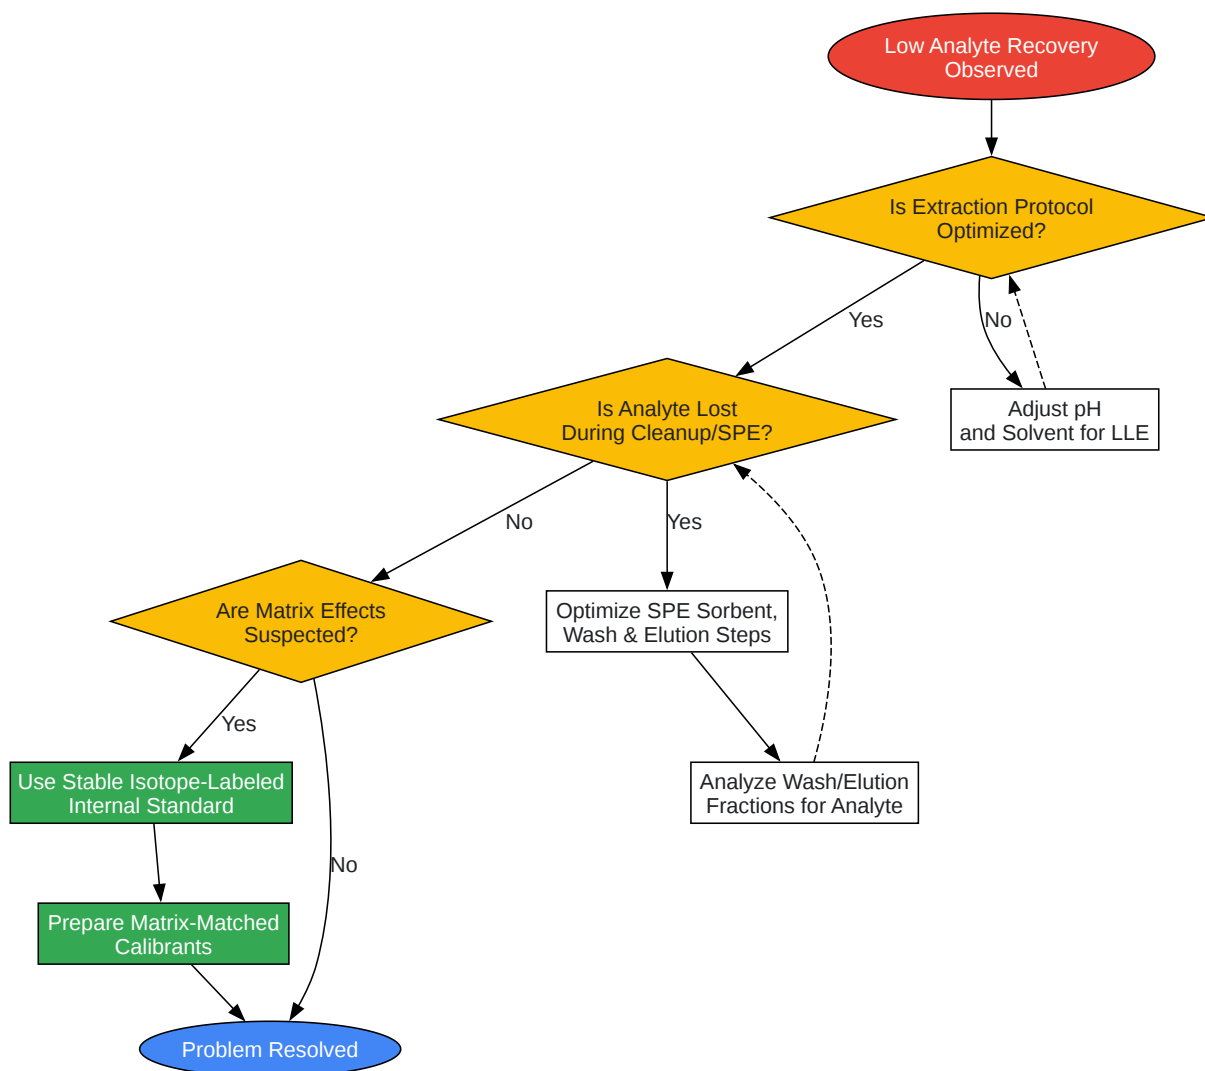 Low Analyte Recovery
Observed
Is Extraction Protocol
Optimized?
Yes
No
Adjust pH
and Solvent for LLE
Is Analyte Lost
During Cleanup/SPE?
No
Yes
Optimize SPE Sorbent,
Wash & Elution Steps
Are Matrix Effects
Suspected?
Yes
No
Use Stable Isotope-Labeled
Internal Standard
Analyze Wash/Elution
Fractions for Analyte
Prepare Matrix-Matched
Calibrants
Problem Resolved